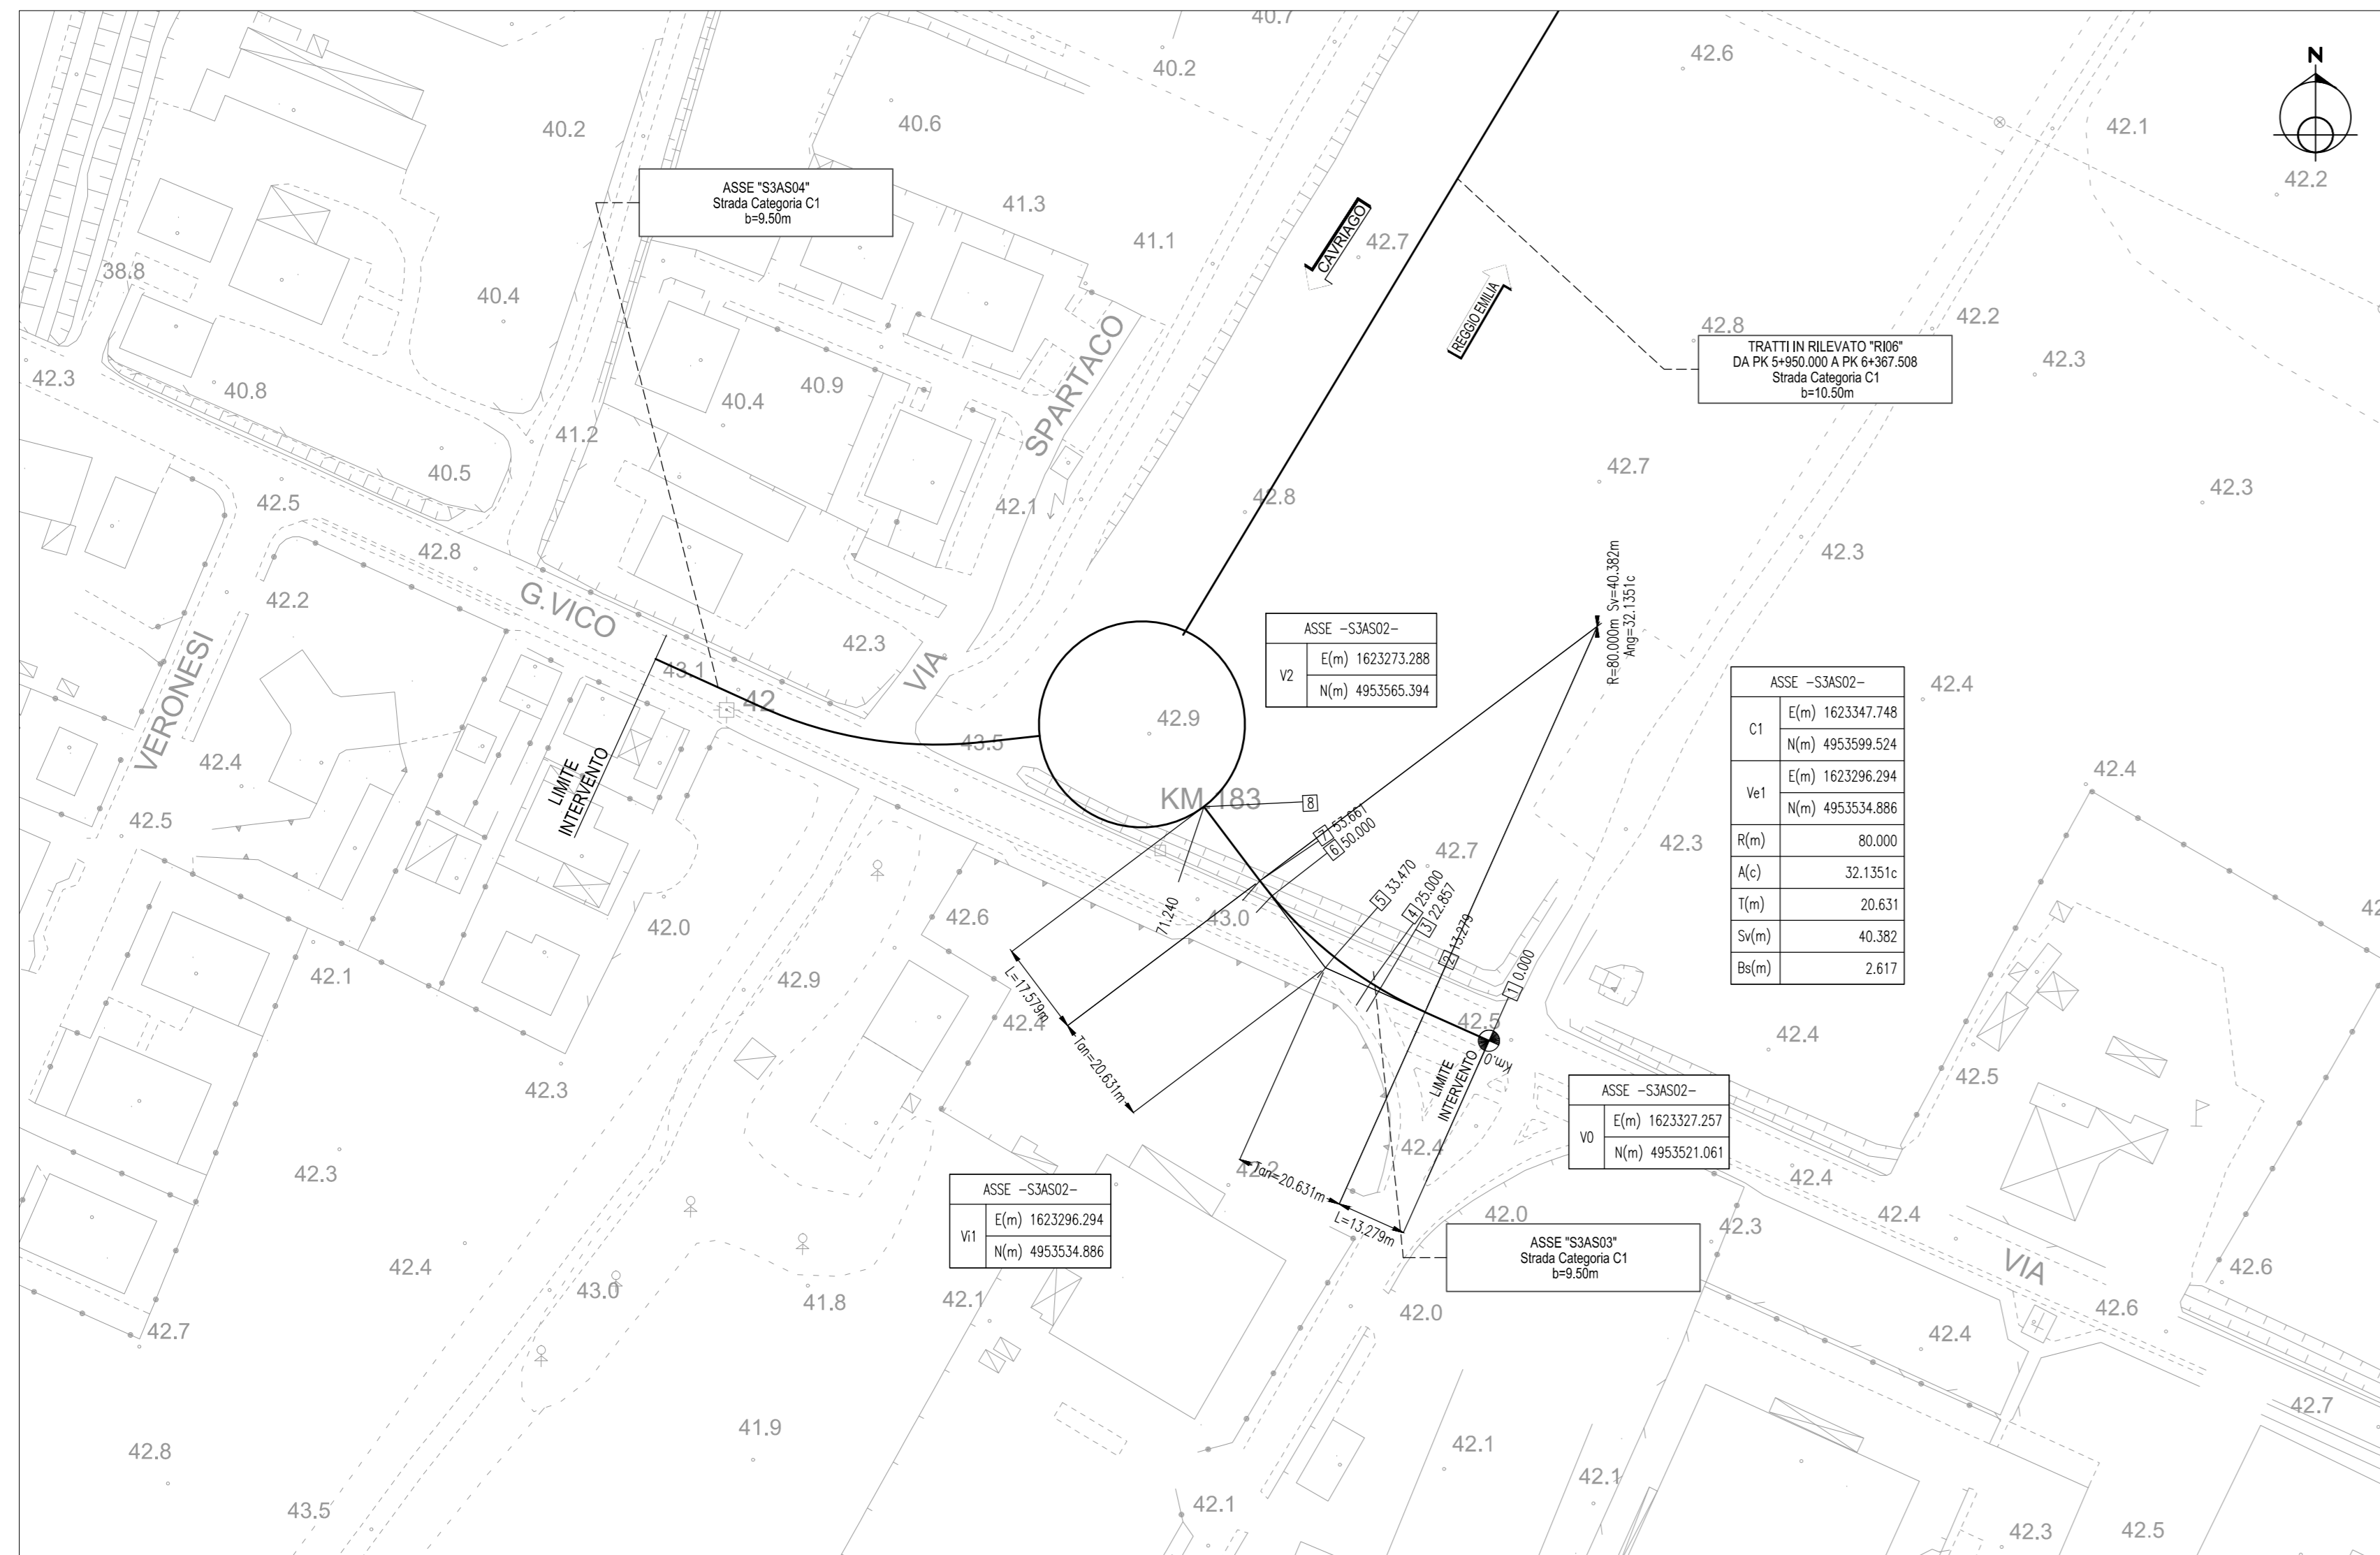 40.7
42.6
N
40.2
40.2
40.6
42.1
42.2
ASSE "S3AS04"
Strada Categoria C1
b=9.50m
41.3
41.1
CAVRIAGO
42.7
38.8
40.4
REGGIO EMILIA
42.2
42.8
TRATTI IN RILEVATO "RI06"
DA PK 5+950.000 A PK 6+367.508
Strada Categoria C1
b=10.50m
SPARTACO
42.3
42.3
40.8
40.9
40.4
41.2
40.5
42.7
42.5
42.1
42.8
42.3
42.8
42.3
R=80.000m Sv=40.382m
Ang=32.1351c
42.2
G.VICO
42.3
VIA
VERONESI
43.1
42
ASSE -S3AS02-
V2
E(m) 1623273.288
N(m) 4953565.394
42.4
ASSE -S3AS02-
C1
E(m) 1623347.748
N(m) 4953599.524
Ve1
E(m) 1623296.294
N(m) 4953534.886
R(m) 80.000
A(c) 32.1351c
T(m) 20.631
Sv(m) 40.382
Bs(m) 2.617
42.9
43.5
42.4
LIMITE
INTERVENTO
42.4
KM 183
8
42.5
7 53.661
6 50.000
42.7
42.3
5 33.470
4 25.000
3 22.857
2 13.279
1 0.000
71.240
43.0
42.6
42.0
42.1
42.9
L=17.579m
42.4
42.5
Km.0
42.4
Tan=20.631m
LIMITE
INTERVENTO
42.5
42.3
ASSE -S3AS02-
V0
E(m) 1623327.257
N(m) 4953521.061
42.4
42.3
42.2
Tan=20.631m
42.4
ASSE -S3AS02-
Vi1
E(m) 1623296.294
N(m) 4953534.886
L=13.279m
42.0
42.3
42.4
ASSE "S3AS03"
Strada Categoria C1
b=9.50m
VIA
42.4
43.0
42.6
41.8
42.1
42.0
42.6
42.7
42.4
42.7
41.9
42.8
42.1
42.1
43.5
42.1
42.3
42.5